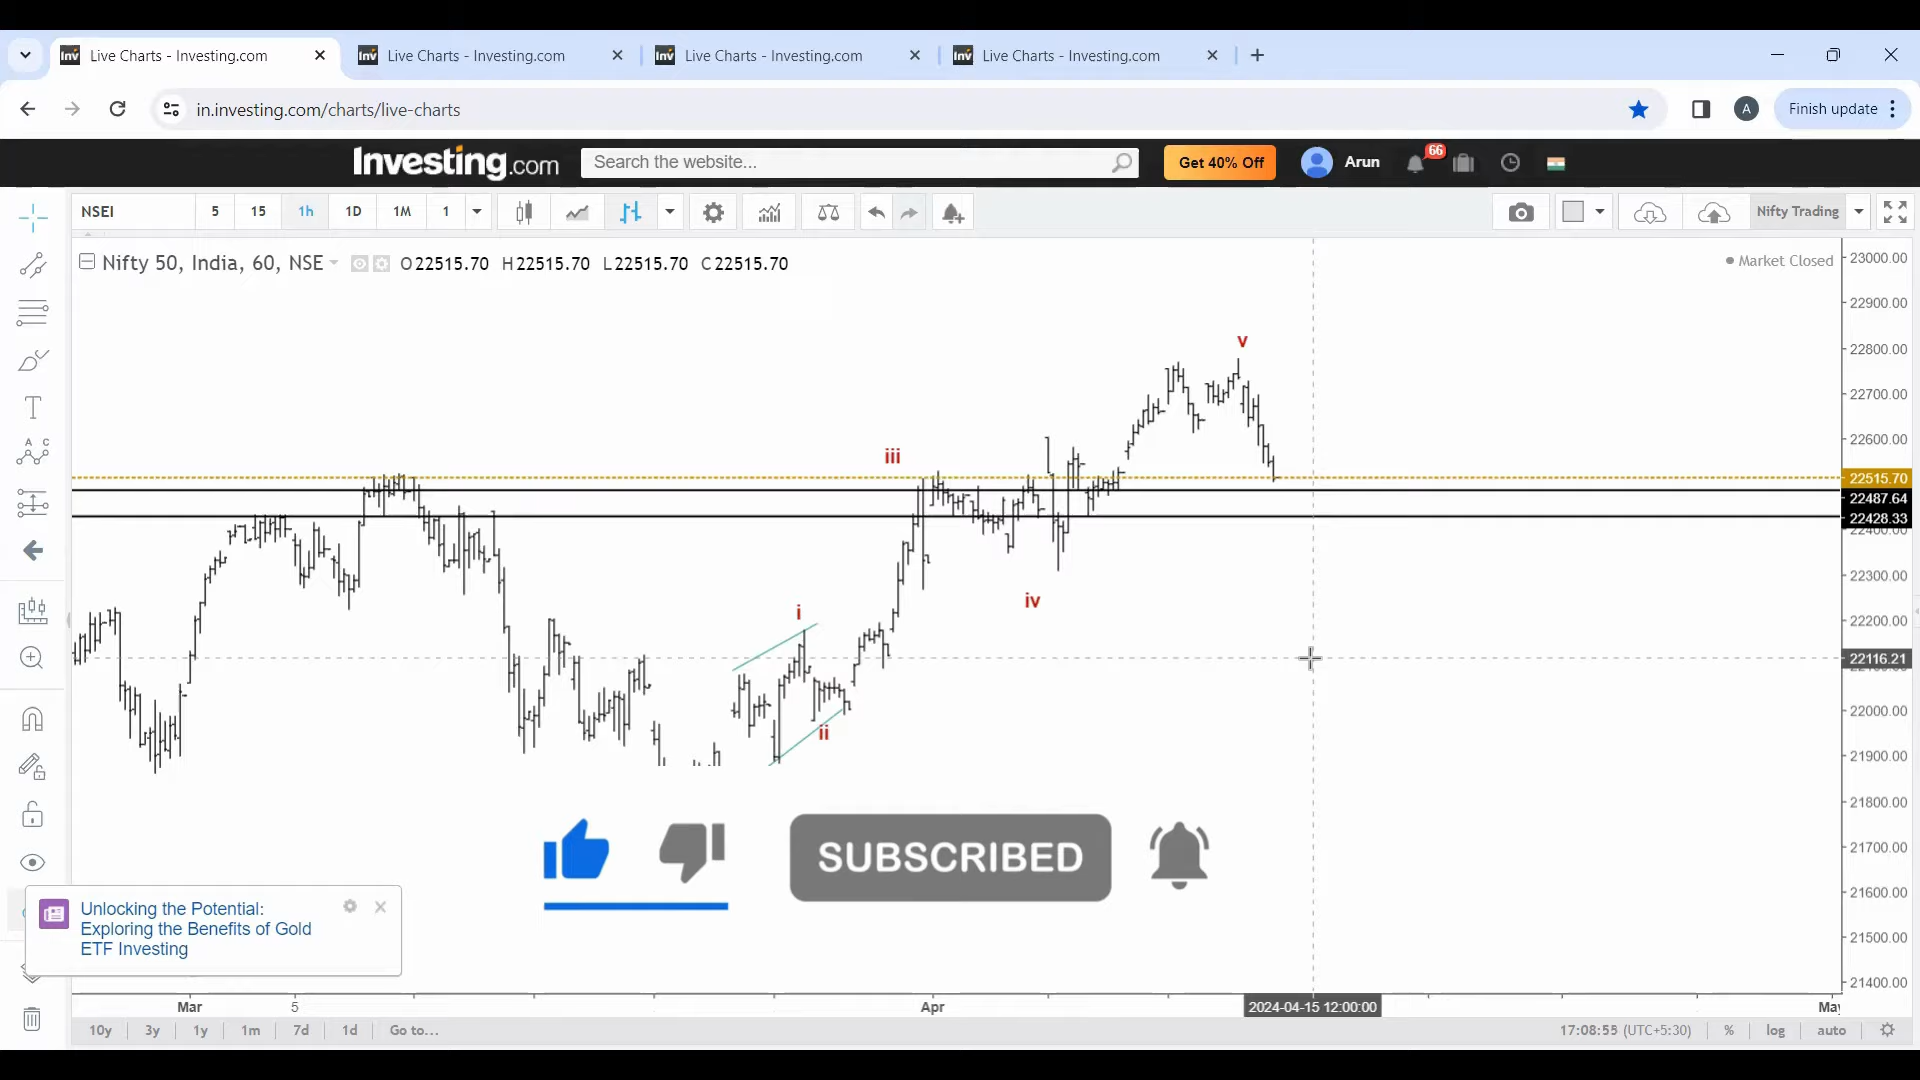 Live Charts - Investing.com
Live Charts - Investing.com
Live Charts - Investing.com
Live Charts - Investing.com
in.investing.com/charts/live-charts
A
Finish update
Investing.com
Search the website...
Get 40% Off
Arun
66
NSEI
5
15
1h
1D
1M
1
Nifty Trading
Nifty 50, India, 60, NSE
O22515.70 H22515.70 L22515.70 C22515.70
Market Closed
23000.00
22900.00
22800.00
22700.00
22600.00
22515.70
22487.64
22428.33
22400.00
22300.00
22200.00
22116.21
22000.00
21900.00
21800.00
21700.00
21600.00
21500.00
21400.00
v
iii
iv
i
ii
SUBSCRIBED
Unlocking the Potential:
Exploring the Benefits of Gold
ETF Investing
Mar
5
Apr
2024-04-15 12:00:00
10y
3y
1y
1m
7d
1d
Go to...
17:08:55 (UTC+5:30)
%
log
auto